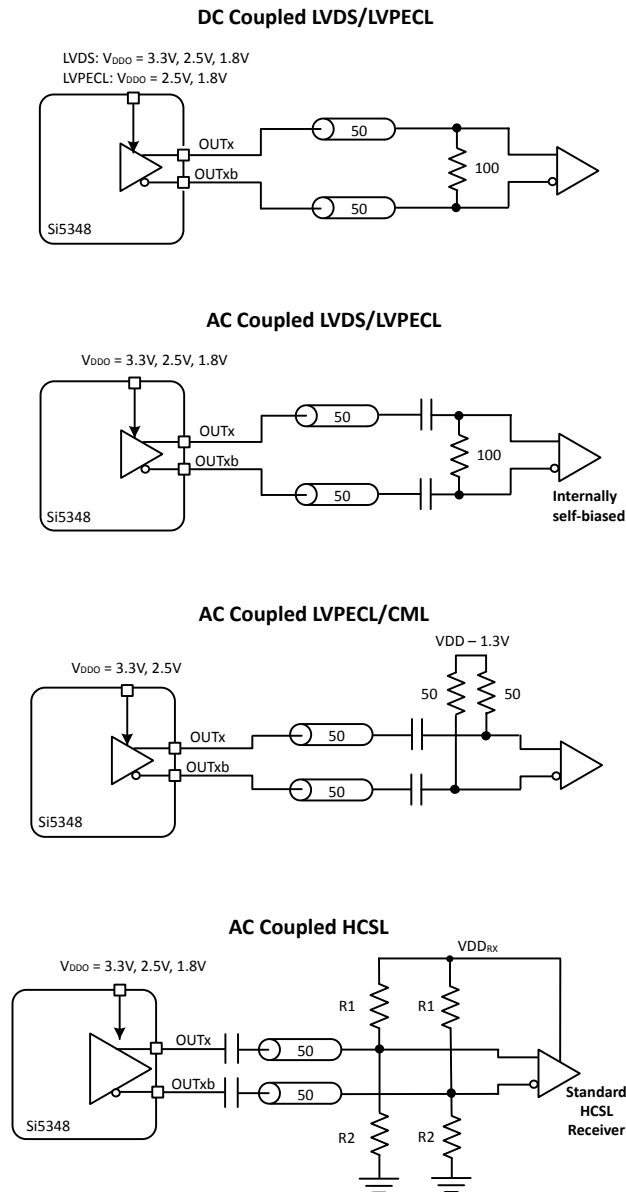 DC Coupled LVDS/LVPECL
LVDS: VDDO = 3.3V, 2.5V, 1.8V
LVPECL: VDDO = 2.5V, 1.8V
50
OUTx
100
OUTxb
50
Si5348
AC Coupled LVDS/LVPECL
VDDO = 3.3V, 2.5V, 1.8V
50
OUTx
100
OUTxb
50
Si5348
Internally
self-biased
AC Coupled LVPECL/CML
VDD – 1.3V
VDDO = 3.3V, 2.5V
50
50
OUTx
50
OUTxb
50
Si5348
AC Coupled HCSL
VDDRX
VDDO = 3.3V, 2.5V, 1.8V
R1
R1
OUTx
50
OUTxb
50
Standard
HCSL
Receiver
Si5348
R2
R2